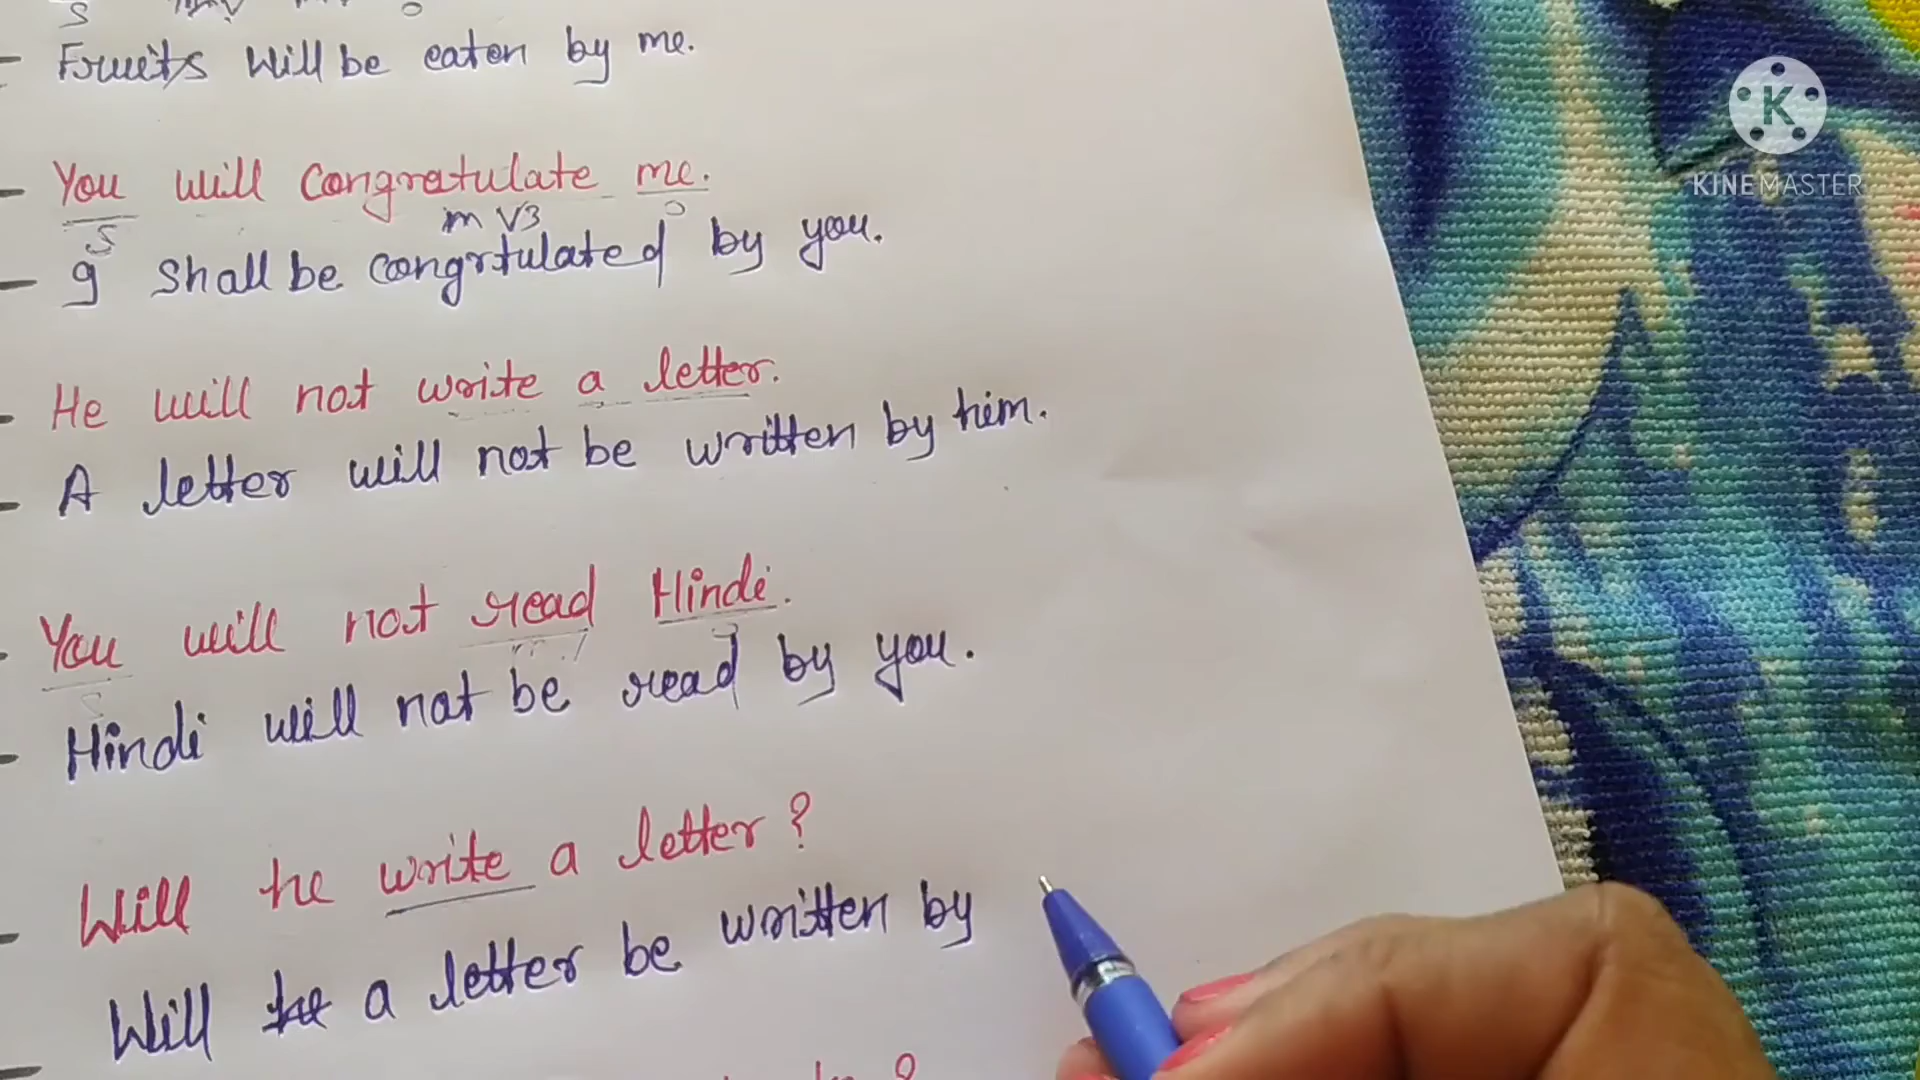 S
O
- Fruits will be eaten by me.
- You will Congratulate me.
S m V3 O
- I shall be congrtulated by you.
- He will not write a letter.
- A letter will not be written by him.
- You will not read Hindi.
S
- Hindi will not be read by you.
- Will he write a letter?
Will he a letter be written by
?
K
KINEMASTER